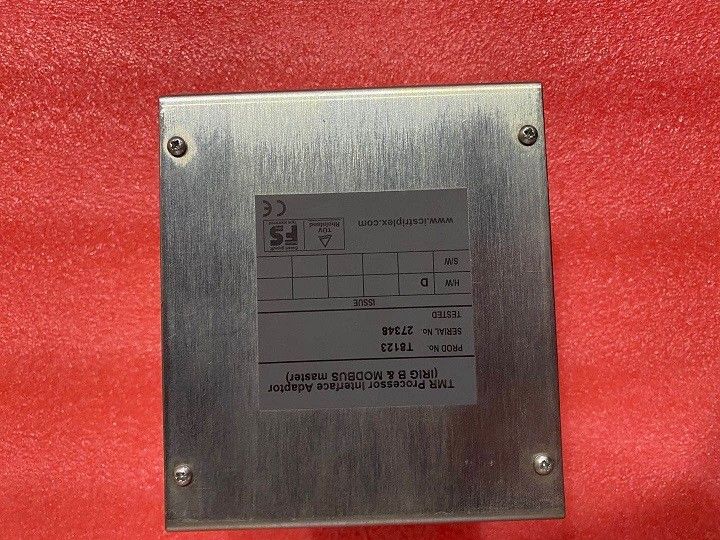 TMR Processor Interface Adaptor
(IRIG B & MODBUS master)
PROD No. T8123
SERIAL No. 27348
TESTED
ISSUE
H/W D
S/W
TÜV
Rheinland
FS
www.icstriplex.com
CE